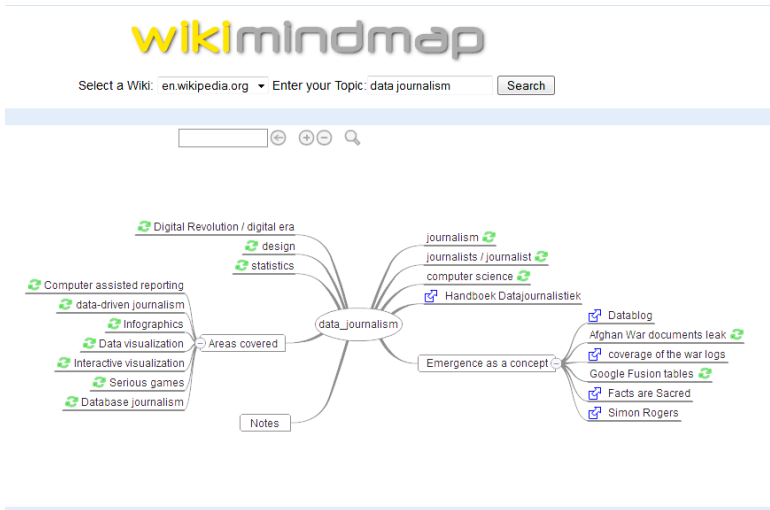 wikimindmap
Select a Wiki: en.wikipedia.org Enter your Topic: data journalism Search
Digital Revolution / digital era
design
statistics
Computer assisted reporting
data-driven journalism
Infographics
Data visualization
Interactive visualization
Serious games
Database journalism
Areas covered
Notes
data_journalism
journalism
journalists / journalist
computer science
Handboek Datajournalistiek
Emergence as a concept
Datablog
Afghan War documents leak
coverage of the war logs
Google Fusion tables
Facts are Sacred
Simon Rogers